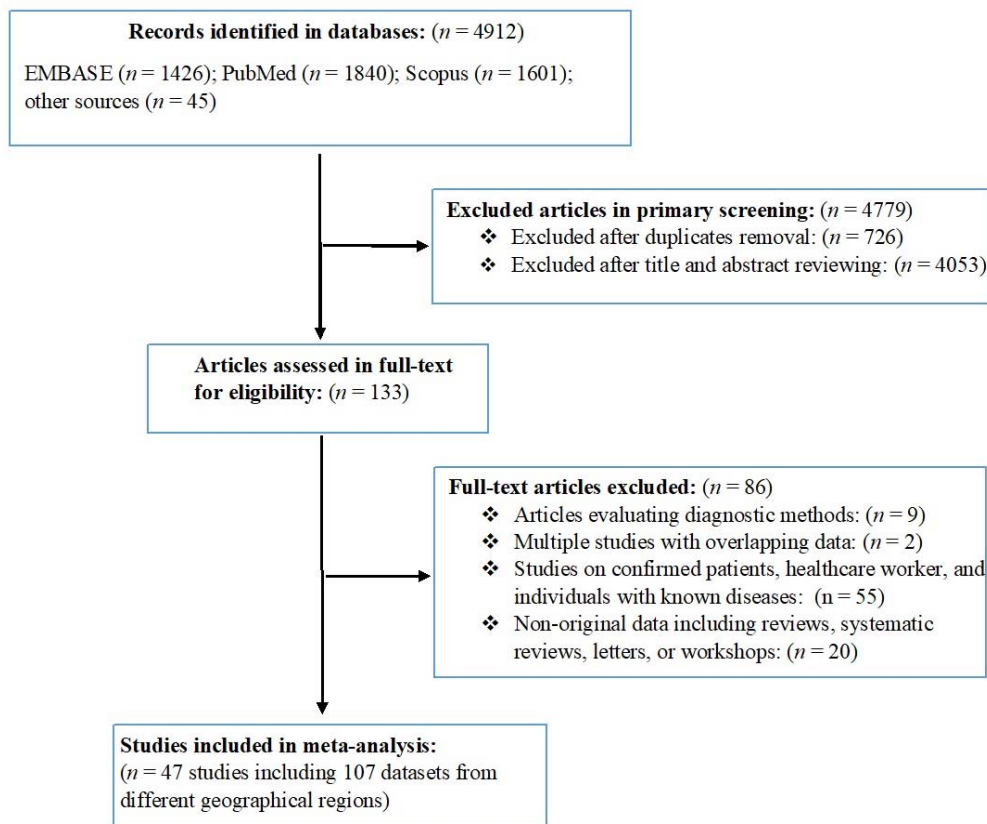 Records identified in databases: (n = 4912)
EMBASE (n = 1426); PubMed (n = 1840); Scopus (n = 1601);
other sources (n = 45)
Excluded articles in primary screening: (n = 4779)
❖ Excluded after duplicates removal: (n = 726)
❖ Excluded after title and abstract reviewing: (n = 4053)
Articles assessed in full-text
for eligibility: (n = 133)
Full-text articles excluded: (n = 86)
❖ Articles evaluating diagnostic methods: (n = 9)
❖ Multiple studies with overlapping data: (n = 2)
❖ Studies on confirmed patients, healthcare worker, and
individuals with known diseases: (n = 55)
❖ Non-original data including reviews, systematic
reviews, letters, or workshops: (n = 20)
Studies included in meta-analysis:
(n = 47 studies including 107 datasets from
different geographical regions)